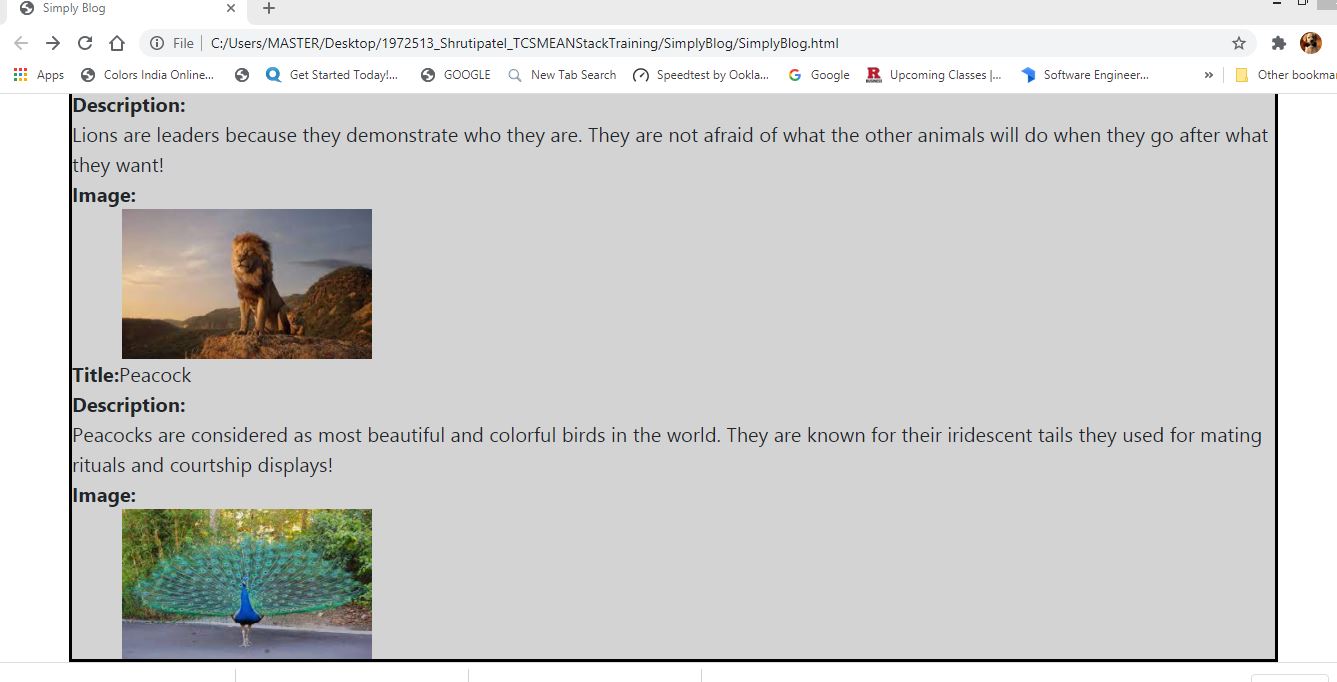 Simply Blog
File C:/Users/MASTER/Desktop/1972513_Shrutipatel_TCSMEANStackTraining/SimplyBlog/SimplyBlog.html
Apps Colors India Online... Get Started Today!... GOOGLE New Tab Search Speedtest by Ookla... Google Upcoming Classes |... Software Engineer... » Other bookmar
Description:
Lions are leaders because they demonstrate who they are. They are not afraid of what the other animals will do when they go after what
they want!
Image:
Title:Peacock
Description:
Peacocks are considered as most beautiful and colorful birds in the world. They are known for their iridescent tails they used for mating
rituals and courtship displays!
Image: